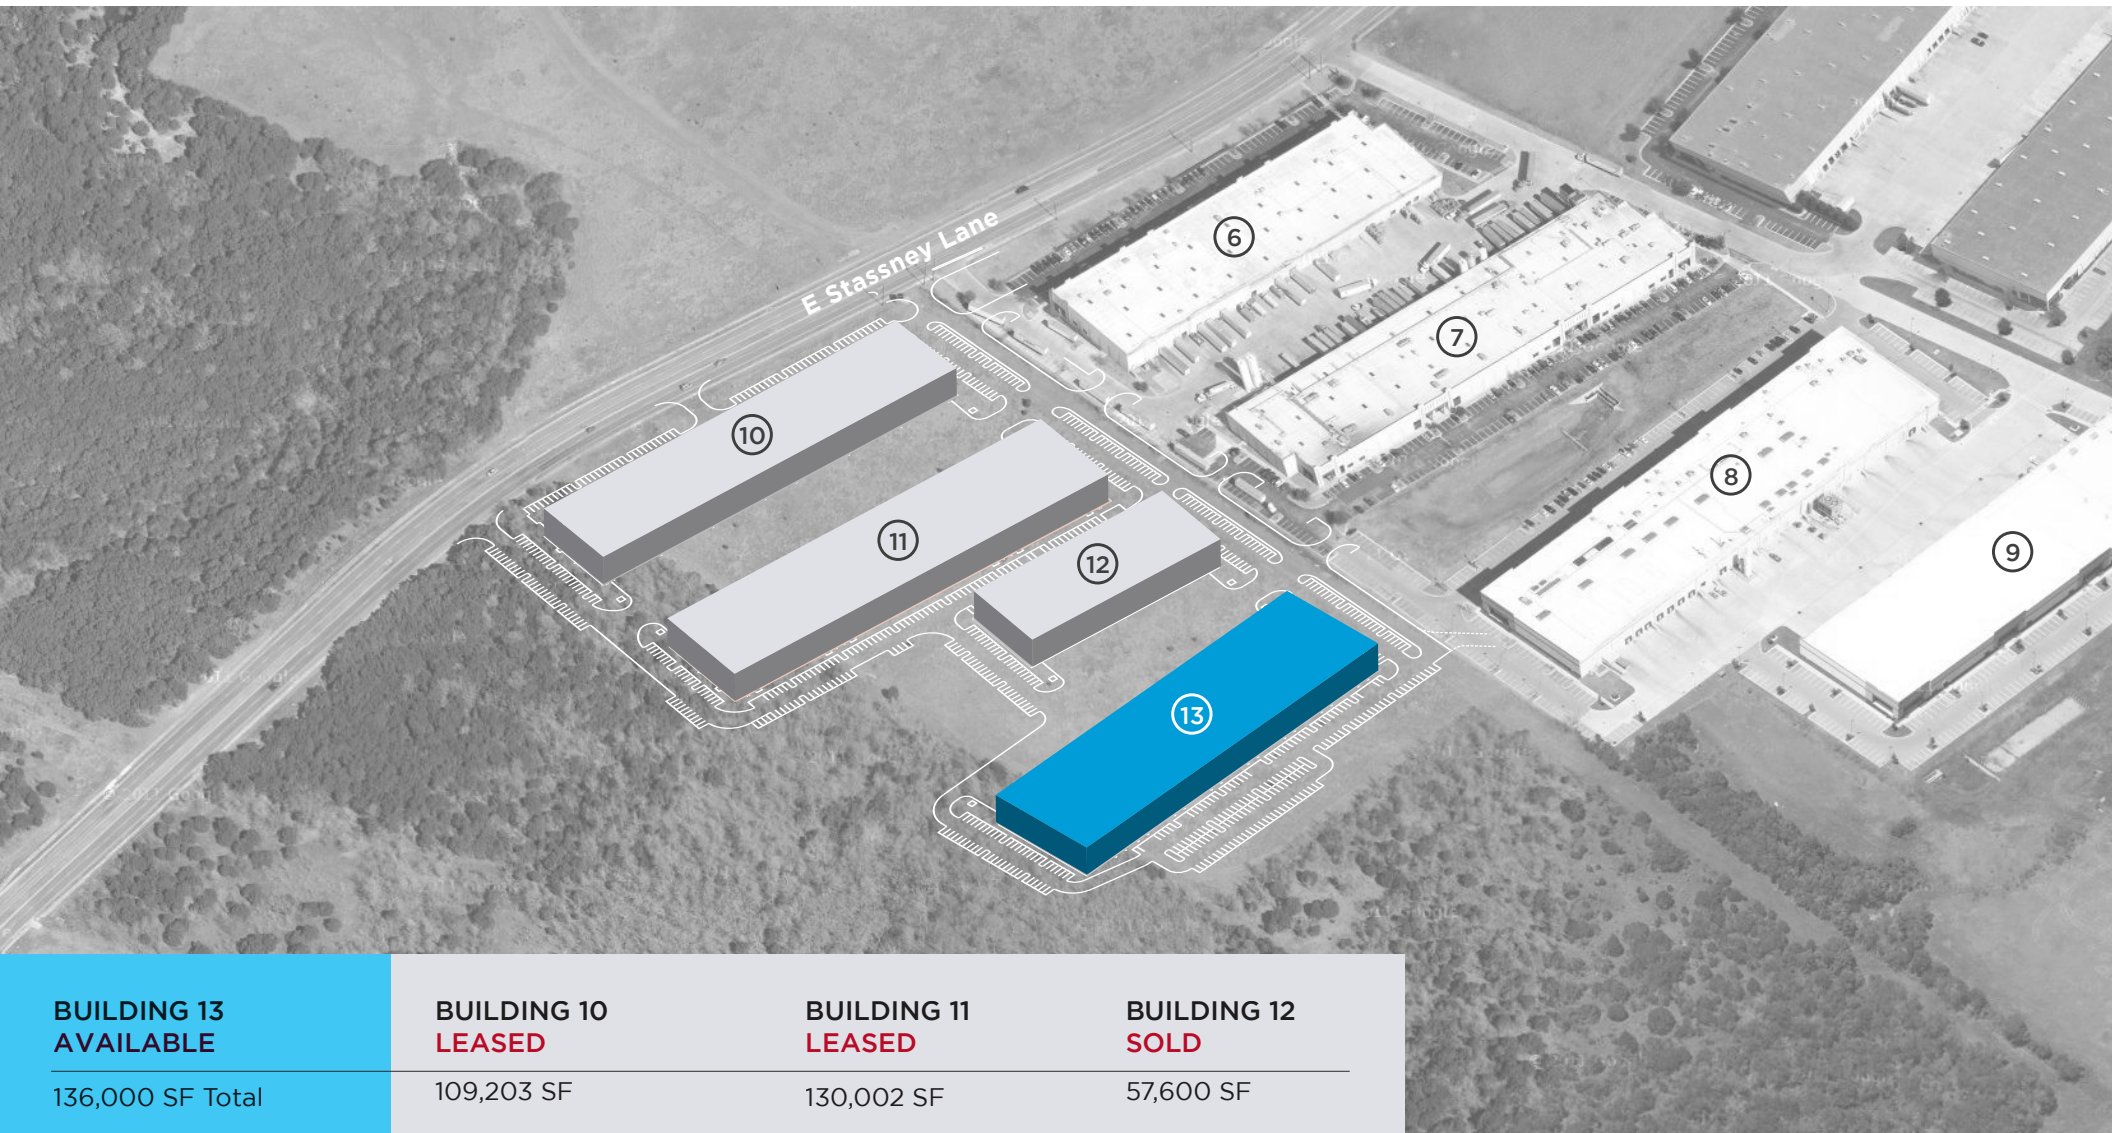 E Stassney Lane
6
7
8
9
10
11
12
13
BUILDING 13
AVAILABLE
136,000 SF Total
BUILDING 10
LEASED
109,203 SF
BUILDING 11
LEASED
130,002 SF
BUILDING 12
SOLD
57,600 SF